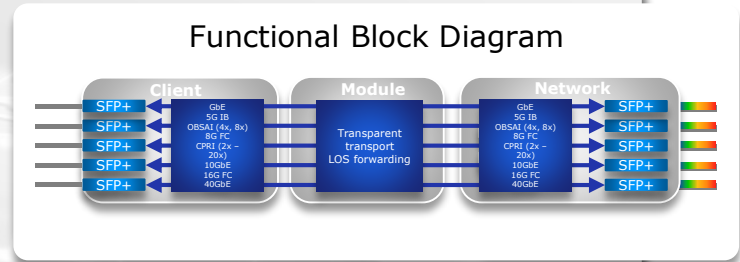 Functional Block Diagram
Client
SFP+
SFP+
SFP+
SFP+
SFP+
GbE
5G IB
OBSAI (4x, 8x)
8G FC
CPRI (2x –
20x)
10GbE
16G FC
40GbE
Module
Transparent
transport
LOS forwarding
Network
GbE
5G IB
OBSAI (4x, 8x)
8G FC
CPRI (2x –
20x)
10GbE
16G FC
40GbE
SFP+
SFP+
SFP+
SFP+
SFP+